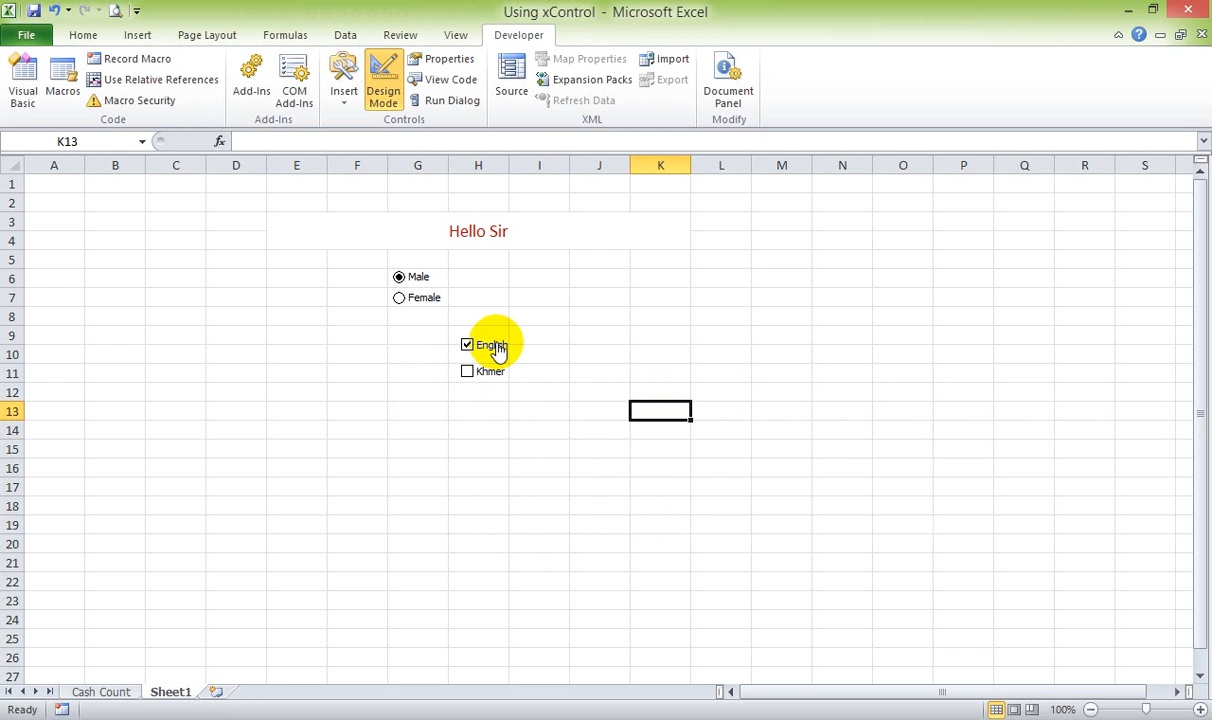 Using xControl - Microsoft Excel
File Home Insert Page Layout Formulas Data Review View Developer
Visual Basic
Macros
Record Macro
Use Relative References
Macro Security
Code
Add-Ins
COM Add-Ins
Add-Ins
Insert
Design Mode
Properties
View Code
Run Dialog
Controls
Source
Map Properties
Expansion Packs
Refresh Data
Import
Export
XML
Document Panel
Modify
K13
fx
A B C D E F G H I J K L M N O P Q R S
1
2
3
Hello Sir
4
5
6
Male
7
Female
8
9
English
10
11
Khmer
12
13
14
15
16
17
18
19
20
21
22
23
24
25
26
27
Cash Count Sheet1
Ready
100%